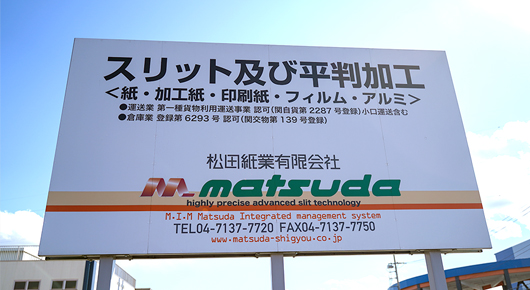 スリット及び平判加工
＜紙・加工紙・印刷紙・フィルム・アルミ＞
●運送業 第一種貨物利用運送事業 認可(関自貨第2287号登録)小口運送含む
●倉庫業 登録第6293号 認可(関交物第139号登録)
松田紙業有限会社
m. matsuda
highly precise advanced slit technology
M.I.M Matsuda Integrated management system
TEL04-7137-7720 FAX04-7137-7750
www.matsuda-shigyou.co.jp